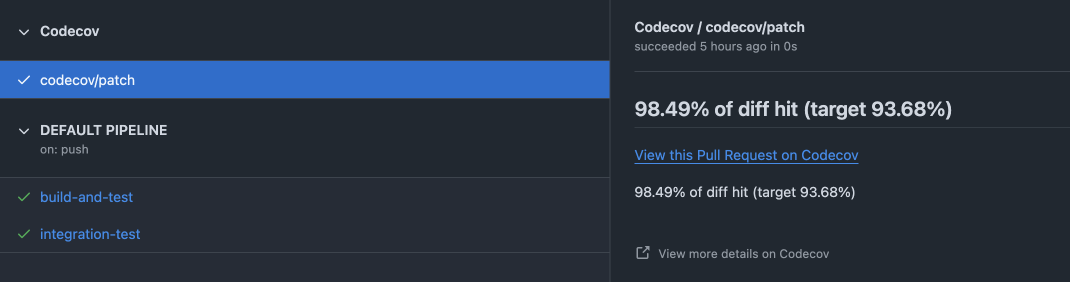 Codecov
codecov/patch
DEFAULT PIPELINE
on: push
build-and-test
integration-test
Codecov / codecov/patch
succeeded 5 hours ago in 0s
98.49% of diff hit (target 93.68%)
View this Pull Request on Codecov
98.49% of diff hit (target 93.68%)
View more details on Codecov